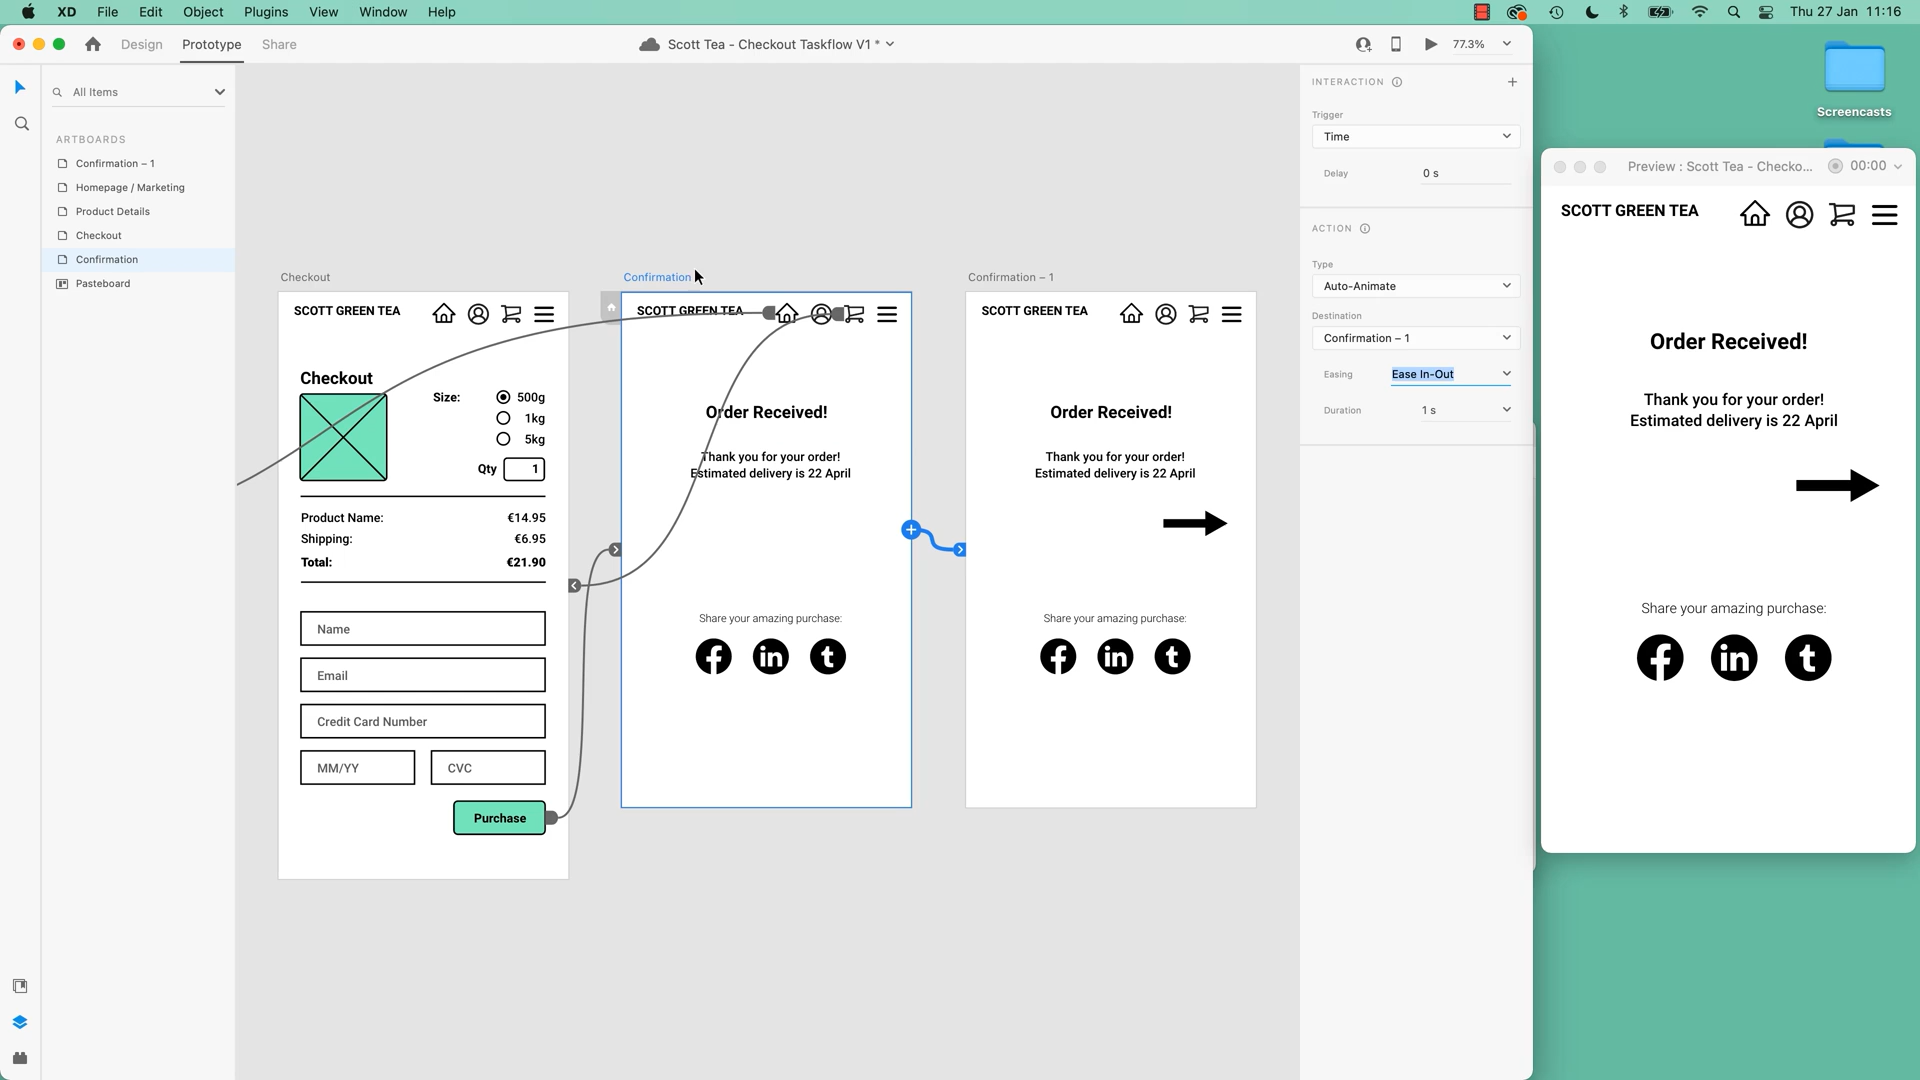 XD File Edit Object Plugins View Window Help
Thu 27 Jan 11:16
Design Prototype Share
Scott Tea - Checkout Taskflow V1 *
77.3%
All Items
ARTBOARDS
Confirmation – 1
Homepage / Marketing
Product Details
Checkout
Confirmation
Pasteboard
Checkout
SCOTT GREEN TEA
Checkout
Size: 500g
1kg
5kg
Qty 1
Product Name: €14.95
Shipping: €6.95
Total: €21.90
Name
Email
Credit Card Number
MM/YY CVC
Purchase
Confirmation
SCOTT GREEN TEA
Order Received!
Thank you for your order!
Estimated delivery is 22 April
Share your amazing purchase:
Confirmation – 1
SCOTT GREEN TEA
Order Received!
Thank you for your order!
Estimated delivery is 22 April
Share your amazing purchase:
INTERACTION
Trigger
Time
Delay 0 s
ACTION
Type
Auto-Animate
Destination
Confirmation – 1
Easing Ease In-Out
Duration 1 s
Screencasts
Preview : Scott Tea - Checko... 00:00
SCOTT GREEN TEA
Order Received!
Thank you for your order!
Estimated delivery is 22 April
Share your amazing purchase: